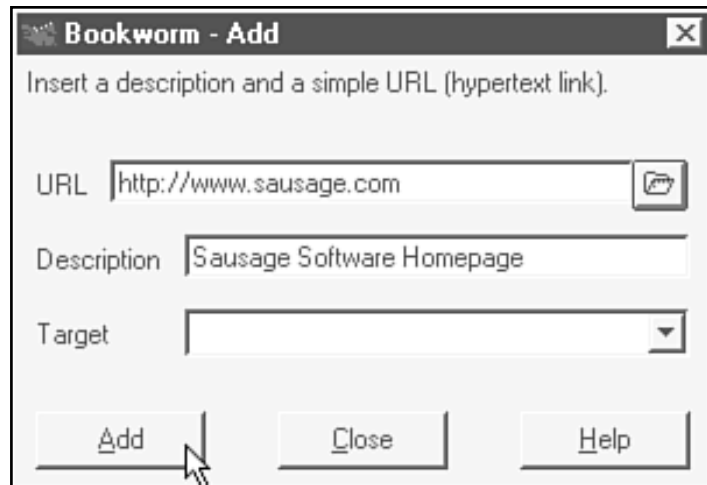 Bookworm - Add
Insert a description and a simple URL (hypertext link).
URL http://www.sausage.com
Description Sausage Software Homepage
Target
Add Close Help